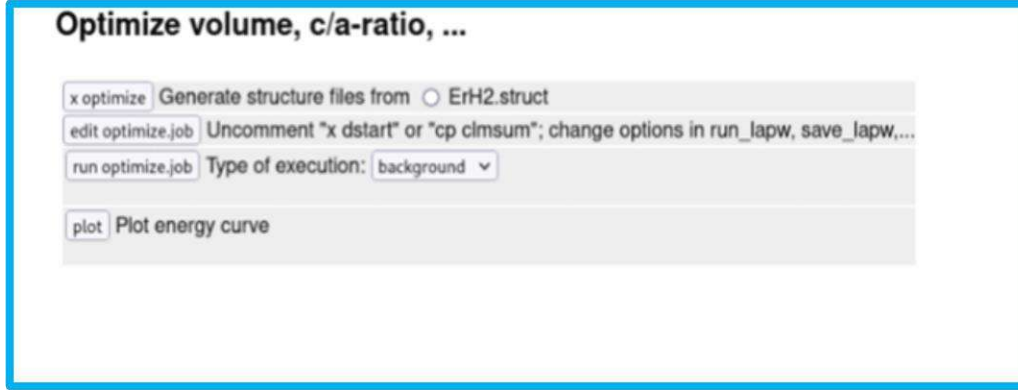 Optimize volume, c/a-ratio, ...
x optimize Generate structure files from ErH2.struct
edit optimize.job Uncomment "x dstart" or "cp clmsum"; change options in run_lapw, save_lapw,...
run optimize.job Type of execution: background
plot Plot energy curve